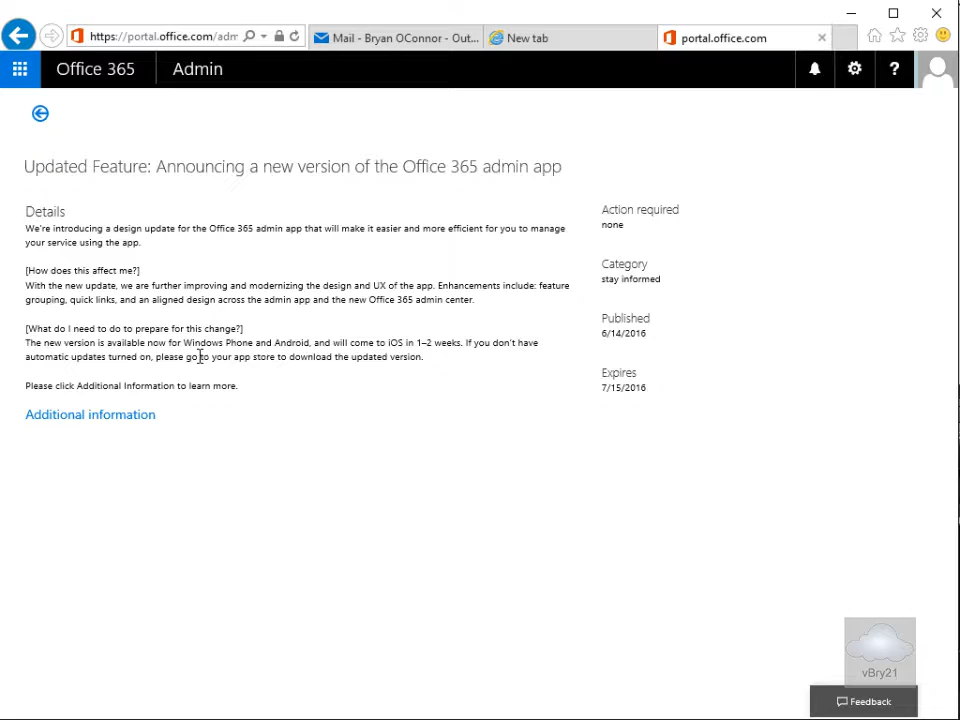 https://portal.office.com/adm
Mail - Bryan OConnor - Out...
New tab
portal.office.com
Office 365
Admin
?
Updated Feature: Announcing a new version of the Office 365 admin app
Details
We're introducing a design update for the Office 365 admin app that will make it easier and more efficient for you to manage
your service using the app.
[How does this affect me?]
With the new update, we are further improving and modernizing the design and UX of the app. Enhancements include: feature
grouping, quick links, and an aligned design across the admin app and the new Office 365 admin center.
[What do I need to do to prepare for this change?]
The new version is available now for Windows Phone and Android, and will come to iOS in 1–2 weeks. If you don't have
automatic updates turned on, please go to your app store to download the updated version.
Please click Additional Information to learn more.
Additional information
Action required
none
Category
stay informed
Published
6/14/2016
Expires
7/15/2016
vBry21
Feedback